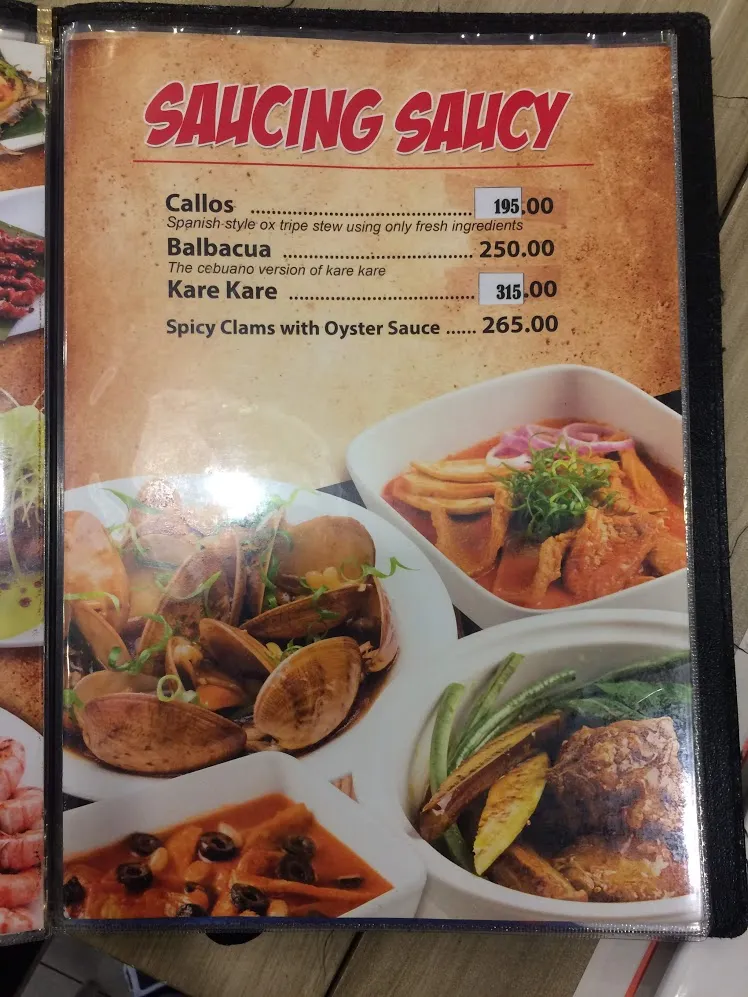 SAUCING SAUCY
Callos ........................................ 195.00
Spanish style ox tripe stew using only fresh ingredients
Balbacua .................................. 250.00
The cebuano version of kare kare
Kare Kare ................................. 315.00
Spicy Clams with Oyster Sauce ...... 265.00